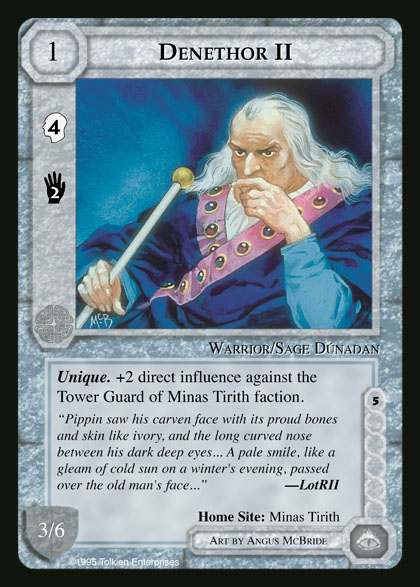 1
DENETHOR II
4
2
McB
WARRIOR/SAGE DÚNADAN
Unique. +2 direct influence against the
Tower Guard of Minas Tirith faction.
5
“Pippin saw his carven face with its proud bones
and skin like ivory, and the long curved nose
between his dark deep eyes... A pale smile, like a
gleam of cold sun on a winter's evening, passed
over the old man's face...” —LotRII
Home Site: Minas Tirith
3/6
ART BY ANGUS MCBRIDE
©1995 Tolkien Enterprises